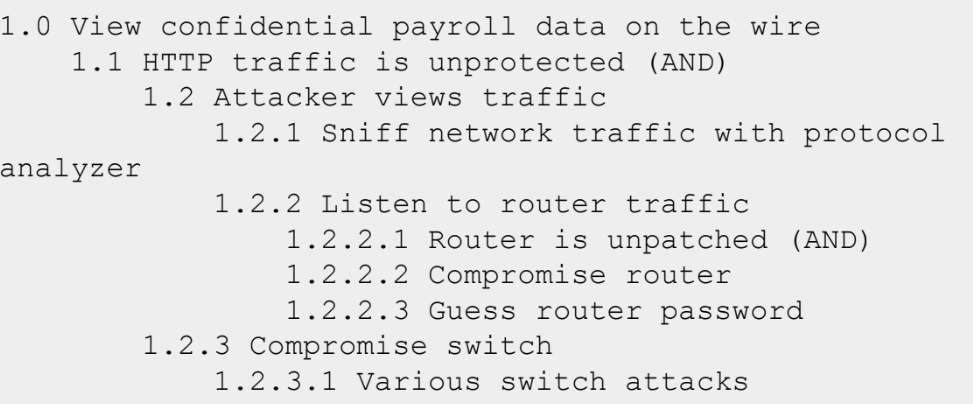 1.0 View confidential payroll data on the wire
1.1 HTTP traffic is unprotected (AND)
1.2 Attacker views traffic
1.2.1 Sniff network traffic with protocol
analyzer
1.2.2 Listen to router traffic
1.2.2.1 Router is unpatched (AND)
1.2.2.2 Compromise router
1.2.2.3 Guess router password
1.2.3 Compromise switch
1.2.3.1 Various switch attacks